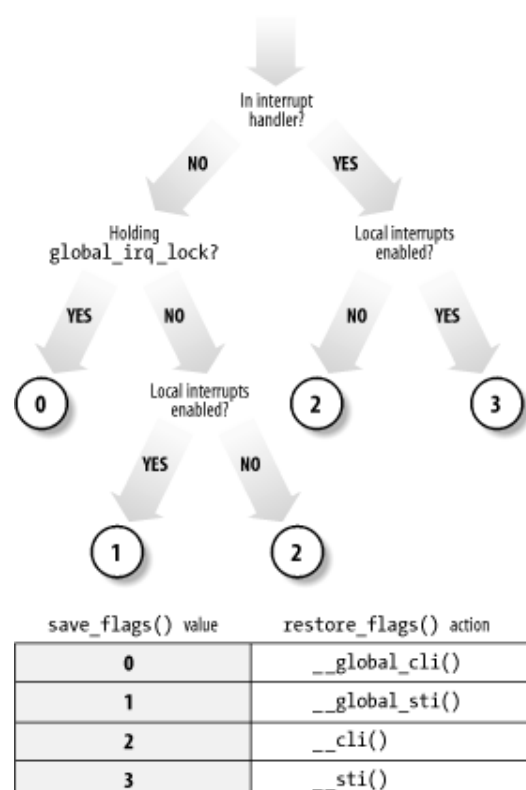 In interrupt
handler?
NO
YES
Holding
global_irq_lock?
Local interrupts
enabled?
YES
NO
NO
YES
0
Local interrupts
enabled?
2
3
YES
NO
1
2
save_flags() value
restore_flags() action
0
__global_cli()
1
__global_sti()
2
__cli()
3
__sti()